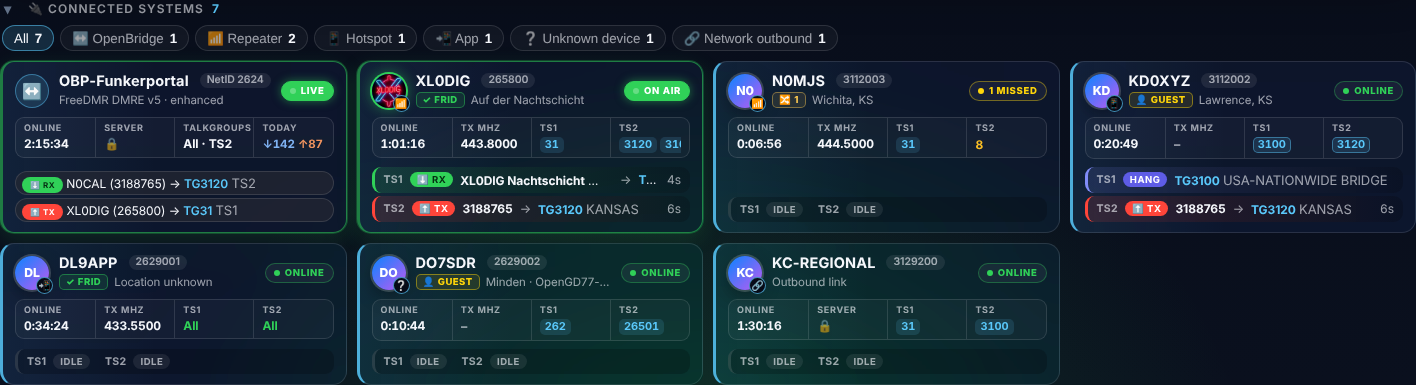 CONNECTED SYSTEMS 7
All 7 OpenBridge 1 Repeater 2 Hotspot 1 App 1 Unknown device 1 Network outbound 1
OBP-Funkerportal NetID 2624
FreeDMR DMRE v5 · enhanced
LIVE
ONLINE SERVER TALKGROUPS TODAY
2:15:34 All · TS2 ↓142 ↑87
RX N0CAL (3188765) → TG3120 TS2
TX XL0DIG (265800) → TG31 TS1
XL0DIG 265800
✓ FRID Auf der Nachtschicht
ON AIR
ONLINE TX MHZ TS1 TS2
1:01:16 443.8000 31 3120
TS1 RX XL0DIG Nachtschicht ... → T... 4s
TS2 TX 3188765 → TG3120 KANSAS 6s
N0
N0MJS 3112003
1 Wichita, KS
1 MISSED
ONLINE TX MHZ TS1 TS2
0:06:56 444.5000 31 8
TS1 IDLE TS2 IDLE
KD
KD0XYZ 3112002
GUEST Lawrence, KS
ONLINE
ONLINE TX MHZ TS1 TS2
0:20:49 – 3100 3120
TS1 HANG TG3100 USA-NATIONWIDE BRIDGE
TS2 TX 3188765 → TG3120 KANSAS 6s
DL
DL9APP 2629001
✓ FRID Location unknown
ONLINE
ONLINE TX MHZ TS1 TS2
0:34:24 433.5500 All All
TS1 IDLE TS2 IDLE
DO
DO7SDR 2629002
GUEST Minden · OpenGD77-...
ONLINE
ONLINE TX MHZ TS1 TS2
0:10:44 – 262 26501
TS1 IDLE TS2 IDLE
KC
KC-REGIONAL 3129200
Outbound link
ONLINE
ONLINE SERVER TS1 TS2
1:30:16 31 3100
TS1 IDLE TS2 IDLE